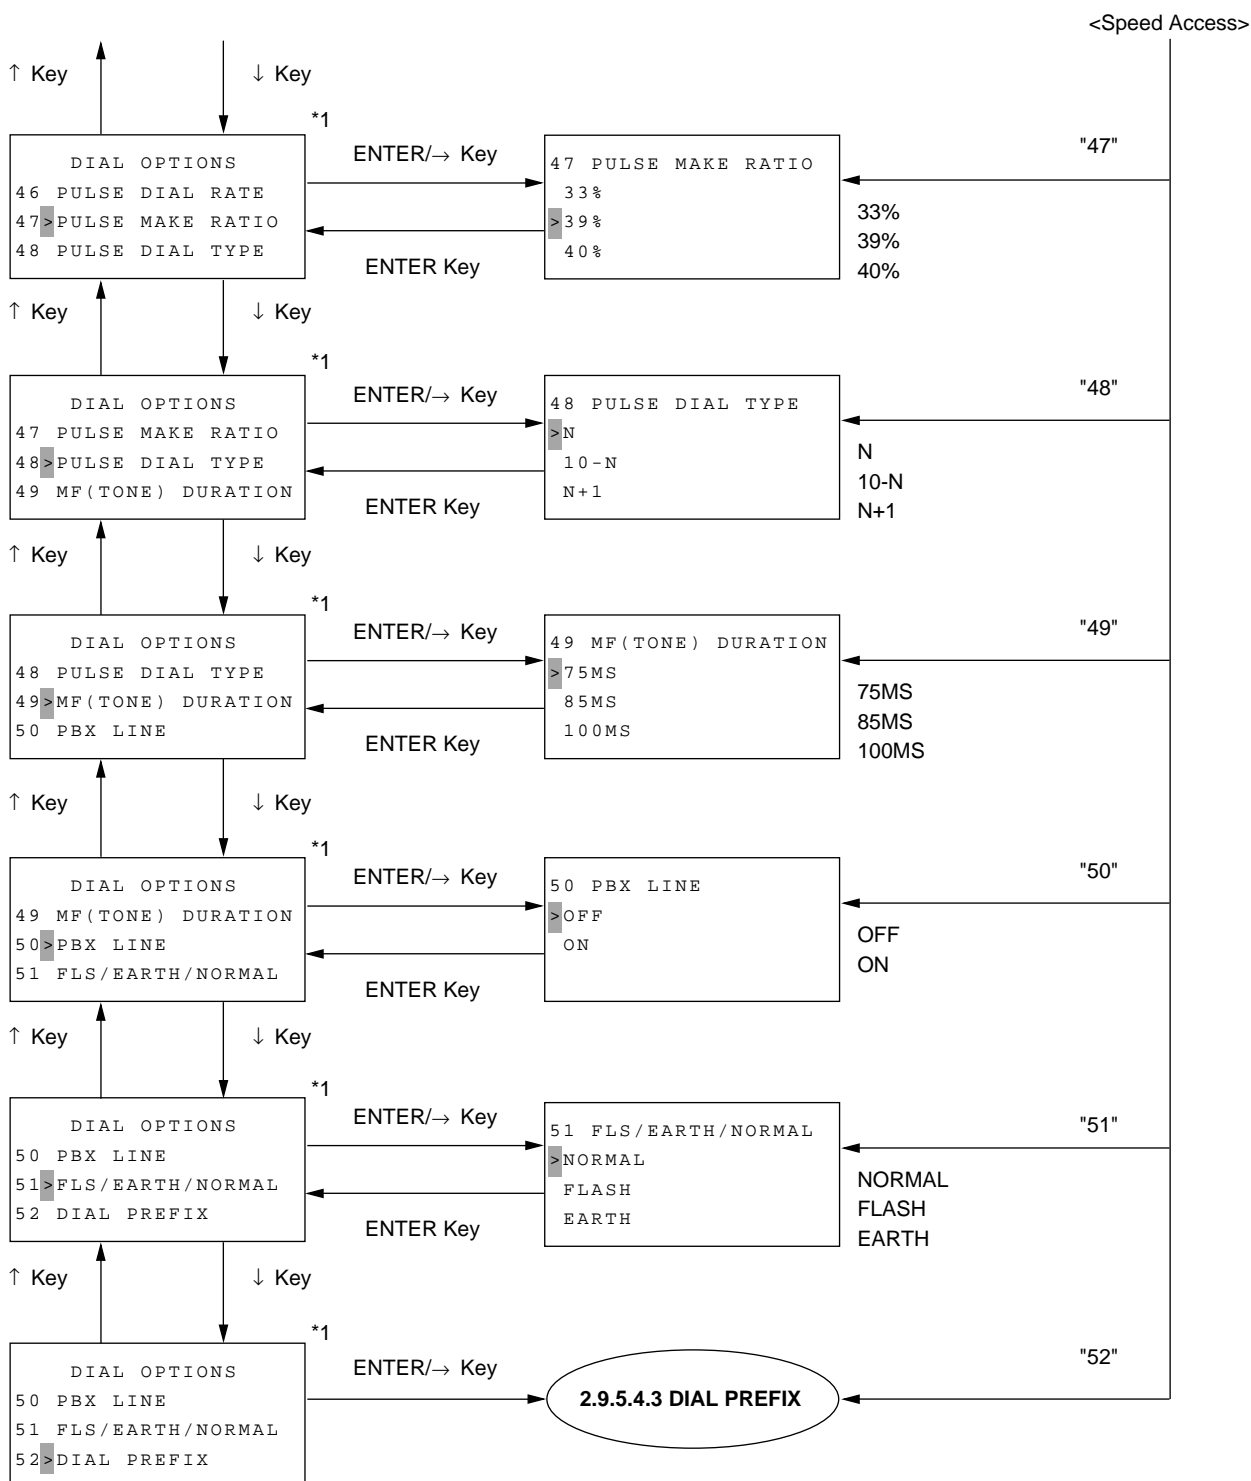 <Speed Access>
↑ Key
↓ Key
*1
DIAL OPTIONS
46 PULSE DIAL RATE
47>PULSE MAKE RATIO
48 PULSE DIAL TYPE
ENTER/→ Key
ENTER Key
47 PULSE MAKE RATIO
33%
>39%
40%
"47"
33%
39%
40%
↑ Key
↓ Key
*1
DIAL OPTIONS
47 PULSE MAKE RATIO
48>PULSE DIAL TYPE
49 MF(TONE) DURATION
ENTER/→ Key
ENTER Key
48 PULSE DIAL TYPE
>N
10-N
N+1
"48"
N
10-N
N+1
↑ Key
↓ Key
*1
DIAL OPTIONS
48 PULSE DIAL TYPE
49>MF(TONE) DURATION
50 PBX LINE
ENTER/→ Key
ENTER Key
49 MF(TONE) DURATION
>75MS
85MS
100MS
"49"
75MS
85MS
100MS
↑ Key
↓ Key
*1
DIAL OPTIONS
49 MF(TONE) DURATION
50>PBX LINE
51 FLS/EARTH/NORMAL
ENTER/→ Key
ENTER Key
50 PBX LINE
>OFF
ON
"50"
OFF
ON
↑ Key
↓ Key
*1
DIAL OPTIONS
50 PBX LINE
51>FLS/EARTH/NORMAL
52 DIAL PREFIX
ENTER/→ Key
ENTER Key
51 FLS/EARTH/NORMAL
>NORMAL
FLASH
EARTH
"51"
NORMAL
FLASH
EARTH
↑ Key
↓ Key
*1
DIAL OPTIONS
50 PBX LINE
51 FLS/EARTH/NORMAL
52>DIAL PREFIX
ENTER/→ Key
2.9.5.4.3 DIAL PREFIX
"52"